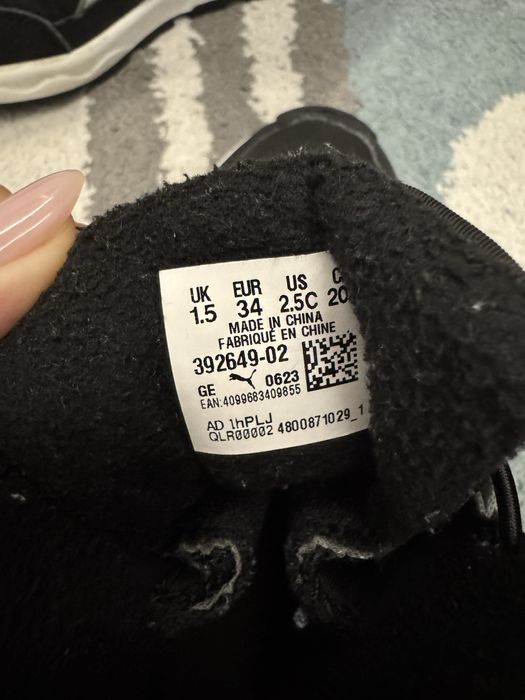 UK EUR US
1.5 34 2.5C
MADE IN CHINA
FABRIQUÉ EN CHINE
392649-02
GE 0623
EAN:4099683409855
AD 1hPLJ
QLR00002 4800871029_1